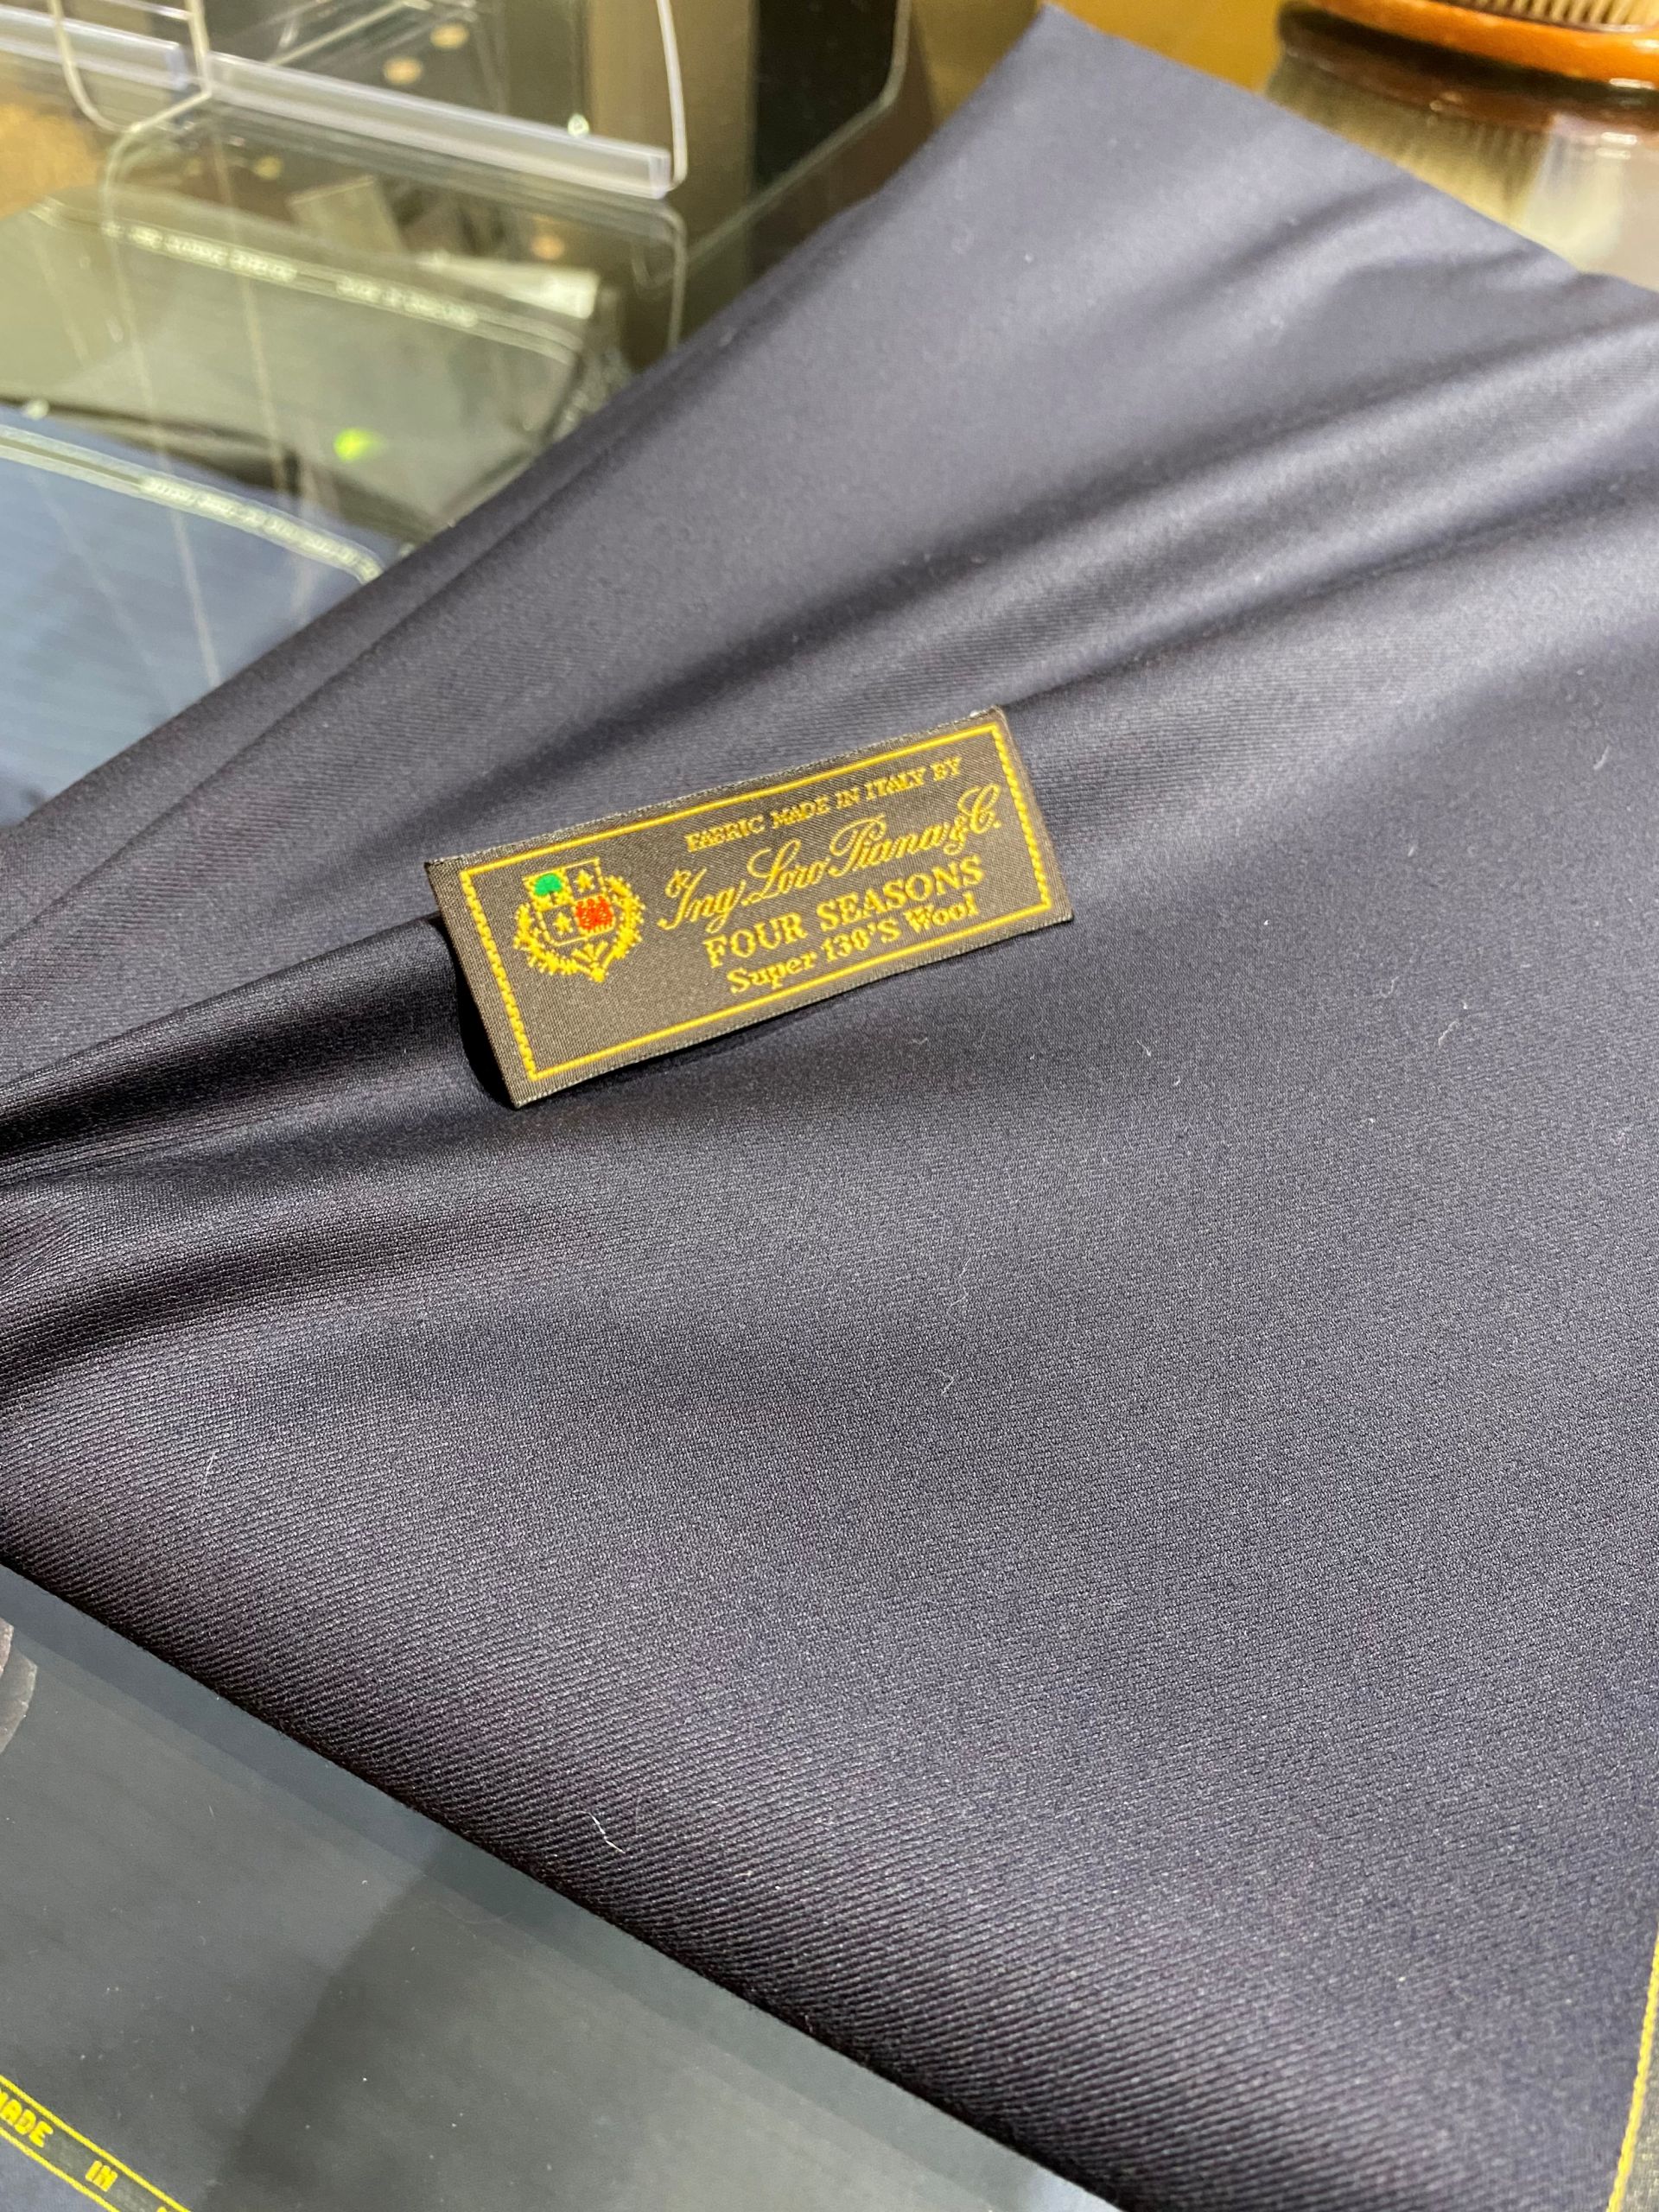 FABRIC MADE IN ITALY BY
Ing. Loro Piana & C.
FOUR SEASONS
Super 130'S Wool
MADE IN